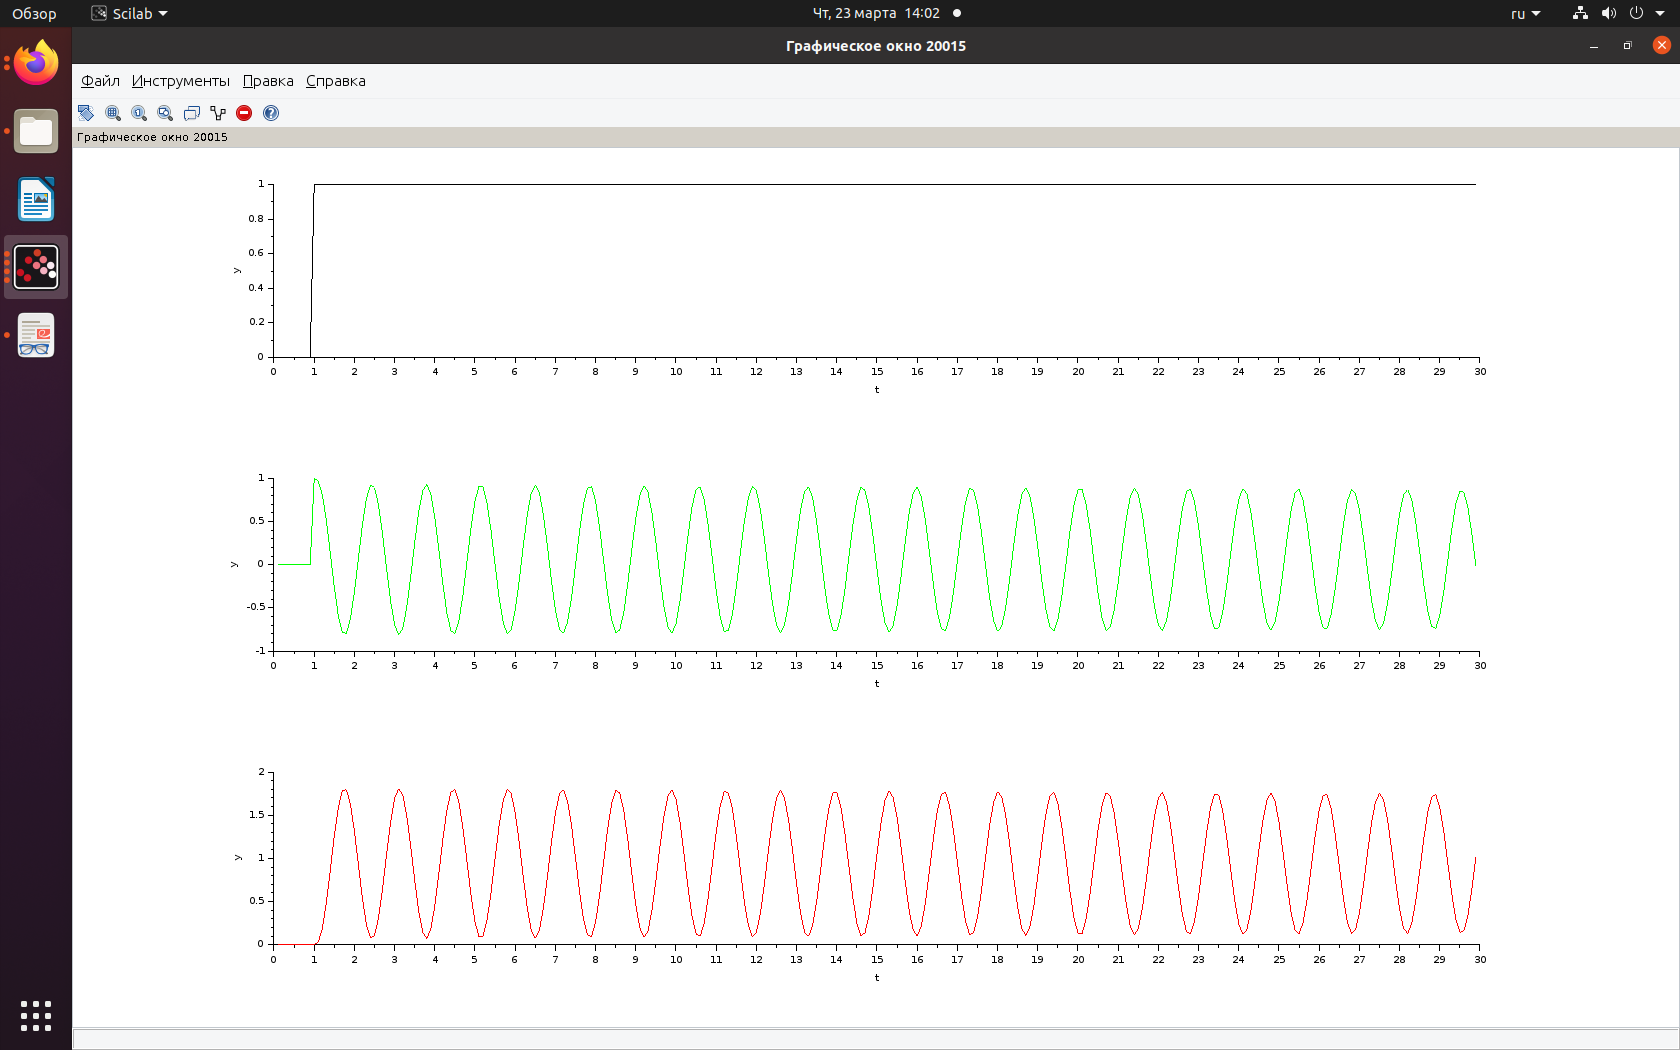 Обзор Scilab Чт, 23 марта 14:02 ru
Графическое окно 20015
Файл Инструменты Правка Справка
Графическое окно 20015
1
0.8
0.6
y
0.4
0.2
0
0 1 2 3 4 5 6 7 8 9 10 11 12 13 14 15 16 17 18 19 20 21 22 23 24 25 26 27 28 29 30
t
1
0.5
y 0
-0.5
-1
0 1 2 3 4 5 6 7 8 9 10 11 12 13 14 15 16 17 18 19 20 21 22 23 24 25 26 27 28 29 30
t
2
1.5
y 1
0.5
0
0 1 2 3 4 5 6 7 8 9 10 11 12 13 14 15 16 17 18 19 20 21 22 23 24 25 26 27 28 29 30
t